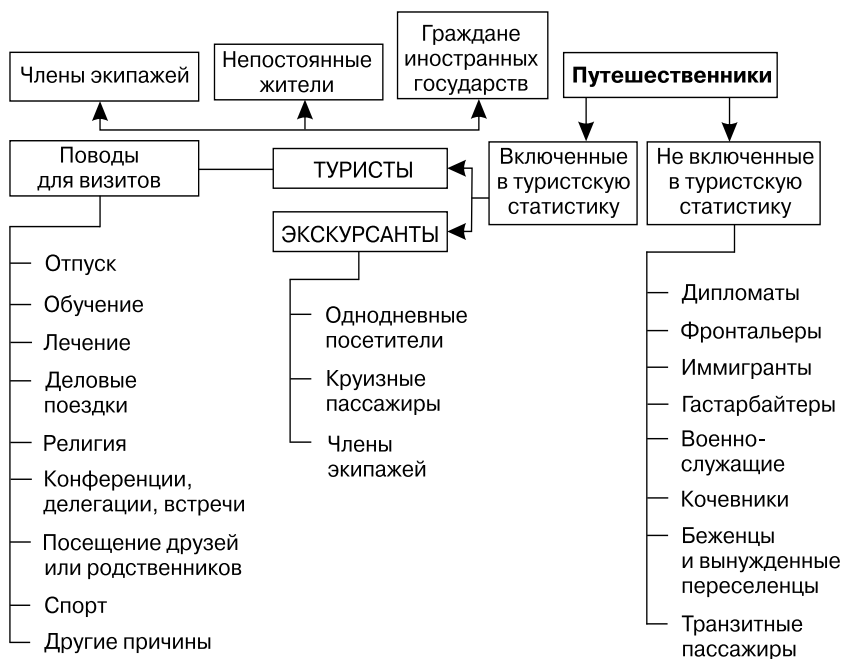 Члены экипажей
Непостоянные
жители
Граждане
иностранных
государств
Путешественники
Поводы
для визитов
ТУРИСТЫ
ЭКСКУРСАНТЫ
Включенные
в туристскую
статистику
Не включенные
в туристскую
статистику
Отпуск
Обучение
Лечение
Деловые
поездки
Религия
Конференции,
делегации, встречи
Посещение друзей
или родственников
Спорт
Другие причины
Однодневные
посетители
Круизные
пассажиры
Члены
экипажей
Дипломаты
Фронтальеры
Иммигранты
Гастарбайтеры
Военно-
служащие
Кочевники
Беженцы
и вынужденные
переселенцы
Транзитные
пассажиры